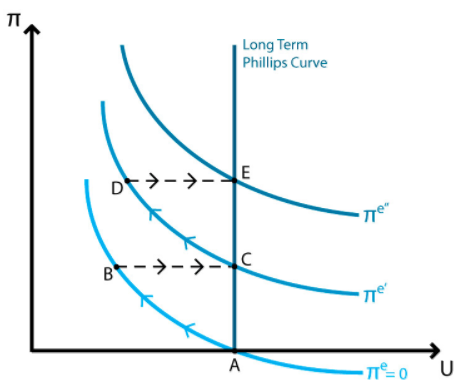 π
Long Term
Phillips Curve
E
D
πᵉ″
C
B
πᵉ′
A
πᵉ=0
U